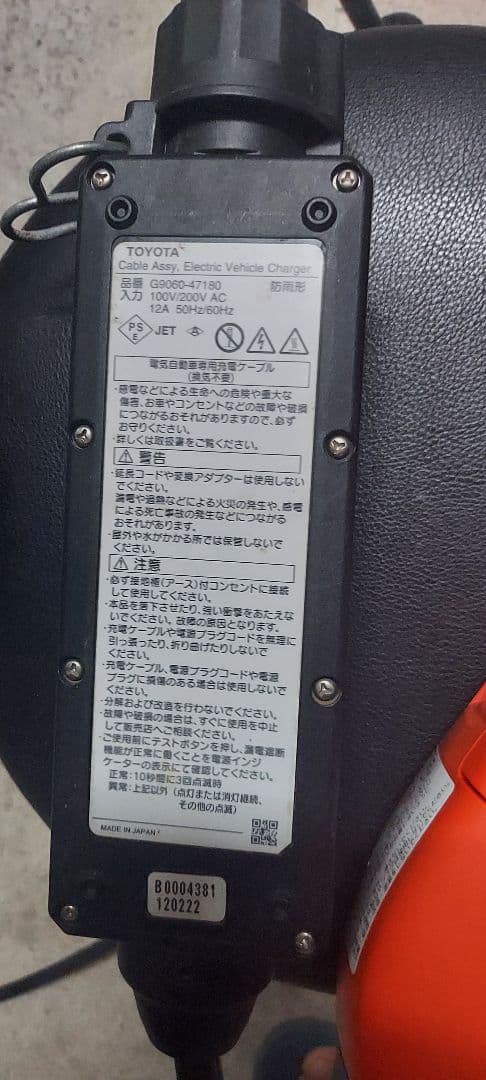 TOYOTA
Cable Assy, Electric Vehicle Charger
品番 G9060-47180 防雨形
入力 100V/200V AC
12A 50Hz/60Hz
PS
E
JET
電気自動車専用充電ケーブル
(換気不要)
・感電などによる生命への危険や重大な
傷害、お車やコンセントなどの故障や破損
につながるおそれがありますので、必ず
お守りください。
・詳しくは取扱書をご覧ください。
警告
・延長コードや変換アダプターは使用しない
でください。
漏電や過熱などによる火災の発生や、感電
による死亡事故の発生などにつながる
おそれがあります。
・屋外や水がかかる所では保管しないで
ください。
注意
・必ず接地極(アース)付コンセントに接続
して使用してください。
・本品を落下させたり、強い衝撃をあたえな
いでください。故障の原因となります。
・充電ケーブルや電源プラグコードを無理に
引っ張ったり、折り曲げたりしないで
ください。
・充電ケーブル、電源プラグコードや電源
プラグに損傷のある場合は使用しないで
ください。
・分解および改造を行わないでください。
・故障や破損の場合は、すぐに使用を中止
して販売店へご相談ください。
・ご使用前にテストボタンを押し、漏電遮断
機能が正常に働くことを電源インジ
ケーターの表示にて確認してください。
正常:10秒間に3回点滅時
異常:上記以外(点灯または消灯継続、
その他の点滅)
MADE IN JAPAN
B0004381
120222